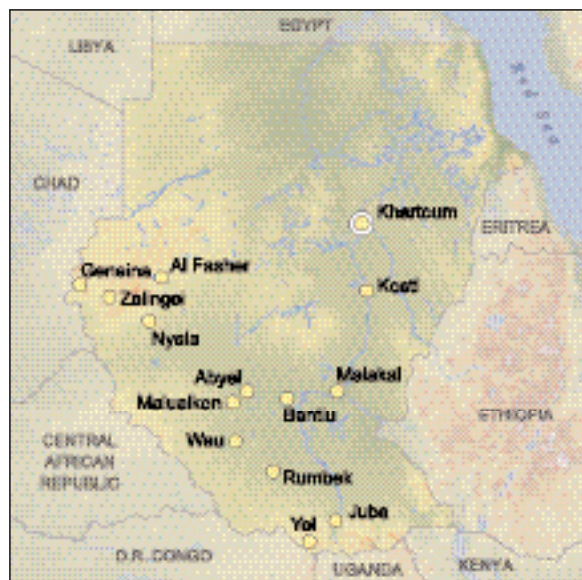 EGYPT
LIBYA
Red Sea
CHAD
Khartoum
ERITREA
Al Fasher
Geneina
Zalingei
Kosti
Nyala
Abyei
Malakal
Malualkon
Bentiu
ETHIOPIA
Wau
CENTRAL
AFRICAN
REPUBLIC
Rumbek
Juba
Yei
D.R. CONGO
UGANDA
KENYA